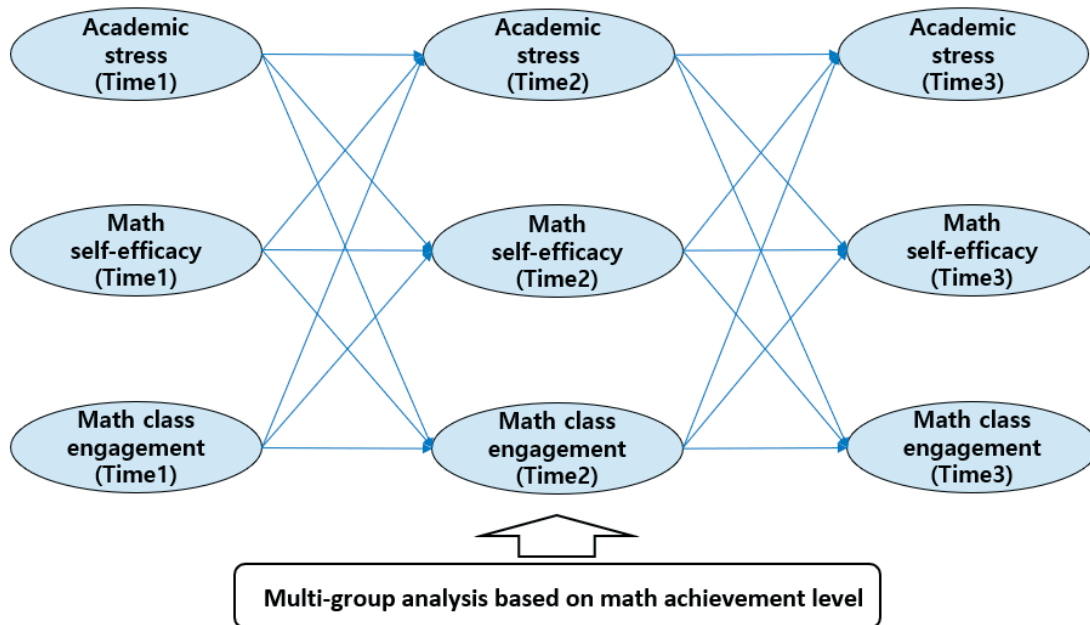 Academic
stress
(Time1)
Academic
stress
(Time2)
Academic
stress
(Time3)
Math
self-efficacy
(Time1)
Math
self-efficacy
(Time2)
Math
self-efficacy
(Time3)
Math class
engagement
(Time1)
Math class
engagement
(Time2)
Math class
engagement
(Time3)
Multi-group analysis based on math achievement level